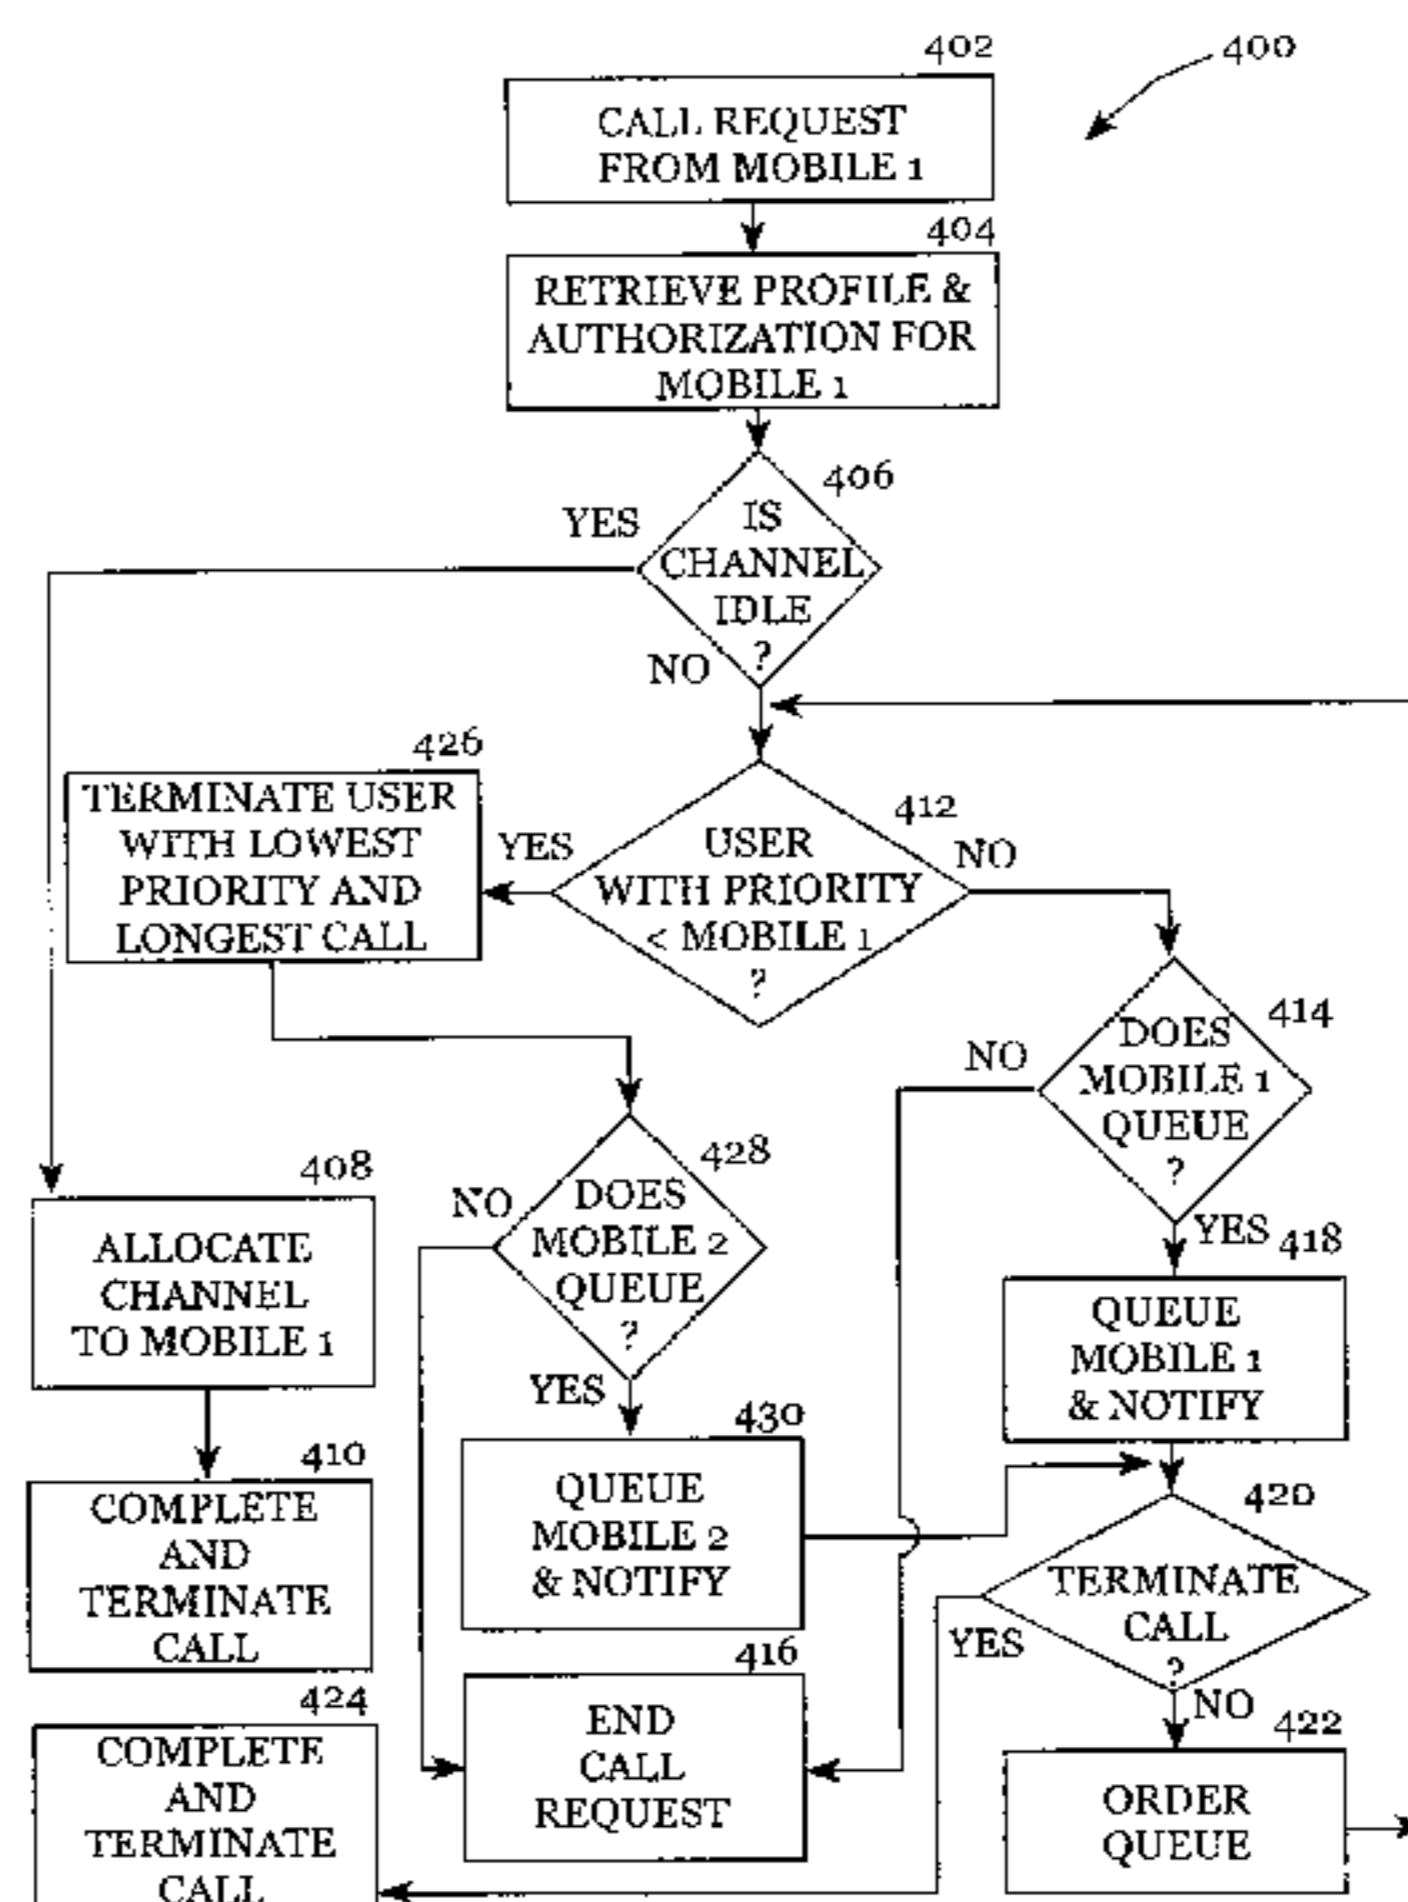 402
400
CALL REQUEST
FROM MOBILE 1
404
RETRIEVE PROFILE &
AUTHORIZATION FOR
MOBILE 1
406
YES
IS
CHANNEL
IDLE
?
NO
426
TERMINATE USER
WITH LOWEST
PRIORITY AND
LONGEST CALL
YES
412
USER
WITH PRIORITY
< MOBILE 1
?
NO
414
DOES
MOBILE 1
QUEUE
?
NO
YES
428
DOES
MOBILE 2
QUEUE
?
NO
YES
408
ALLOCATE
CHANNEL
TO MOBILE 1
418
QUEUE
MOBILE 1
& NOTIFY
410
COMPLETE
AND
TERMINATE
CALL
430
QUEUE
MOBILE 2
& NOTIFY
420
TERMINATE
CALL
?
YES
NO
416
END
CALL
REQUEST
424
COMPLETE
AND
TERMINATE
CALL
422
ORDER
QUEUE